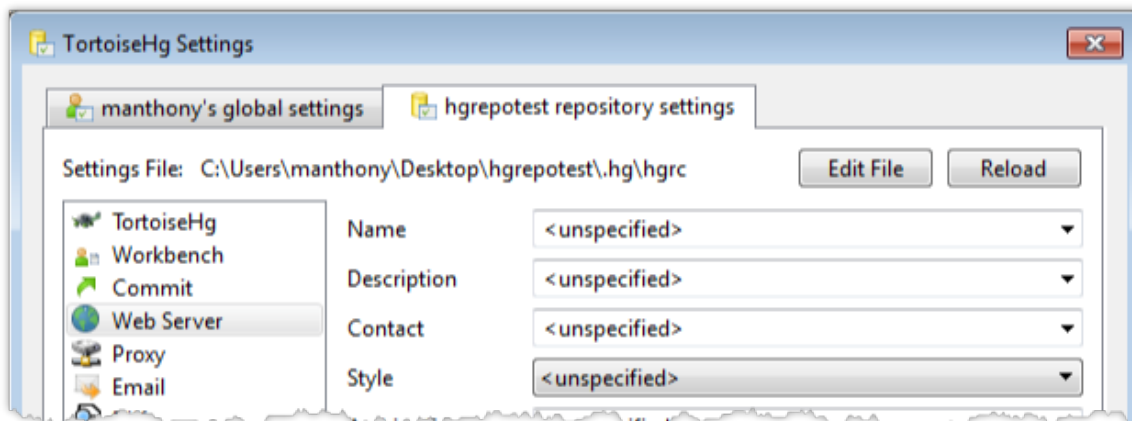 TortoiseHg Settings
manthony's global settings
hgrepotest repository settings
Settings File: C:\Users\manthony\Desktop\hgrepotest\.hg\hgrc
Edit File
Reload
TortoiseHg
Workbench
Commit
Web Server
Proxy
Email
Name <unspecified>
Description <unspecified>
Contact <unspecified>
Style <unspecified>